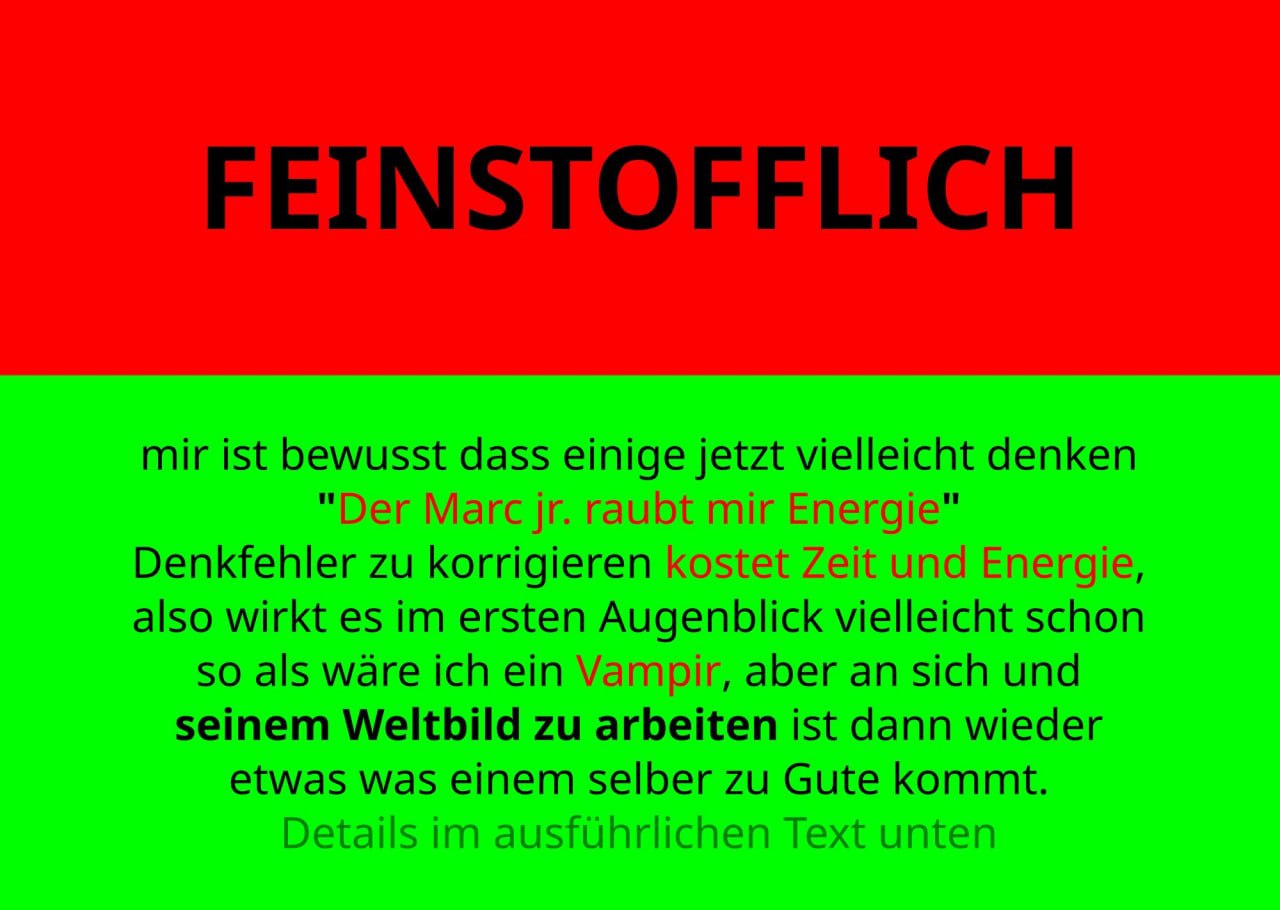 FEINSTOFFLICH
mir ist bewusst dass einige jetzt vielleicht denken
"Der Marc jr. raubt mir Energie"
Denkfehler zu korrigieren kostet Zeit und Energie,
also wirkt es im ersten Augenblick vielleicht schon
so als wäre ich ein Vampir, aber an sich und
seinem Weltbild zu arbeiten ist dann wieder
etwas was einem selber zu Gute kommt.
Details im ausführlichen Text unten